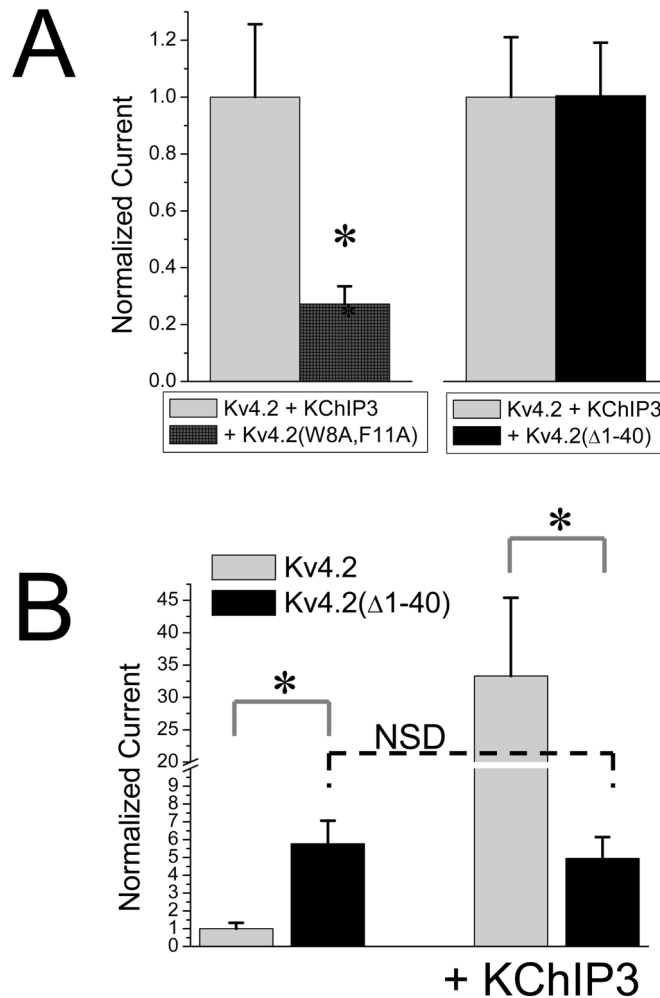 A
Normalized Current
1.2
1.0
0.8
0.6
0.4
0.2
0.0
*
*
Kv4.2 + KChIP3
+ Kv4.2(W8A,F11A)
Kv4.2 + KChIP3
+ Kv4.2(Δ1-40)
B
Kv4.2
Kv4.2(Δ1-40)
Normalized Current
45
40
35
30
25
20
9
8
7
6
5
4
3
2
1
0
*
NSD
*
+ KChIP3